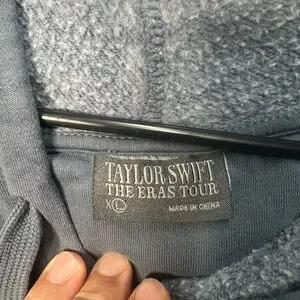 TAYLOR SWIFT
THE ERAS TOUR
XL MADE IN CHINA